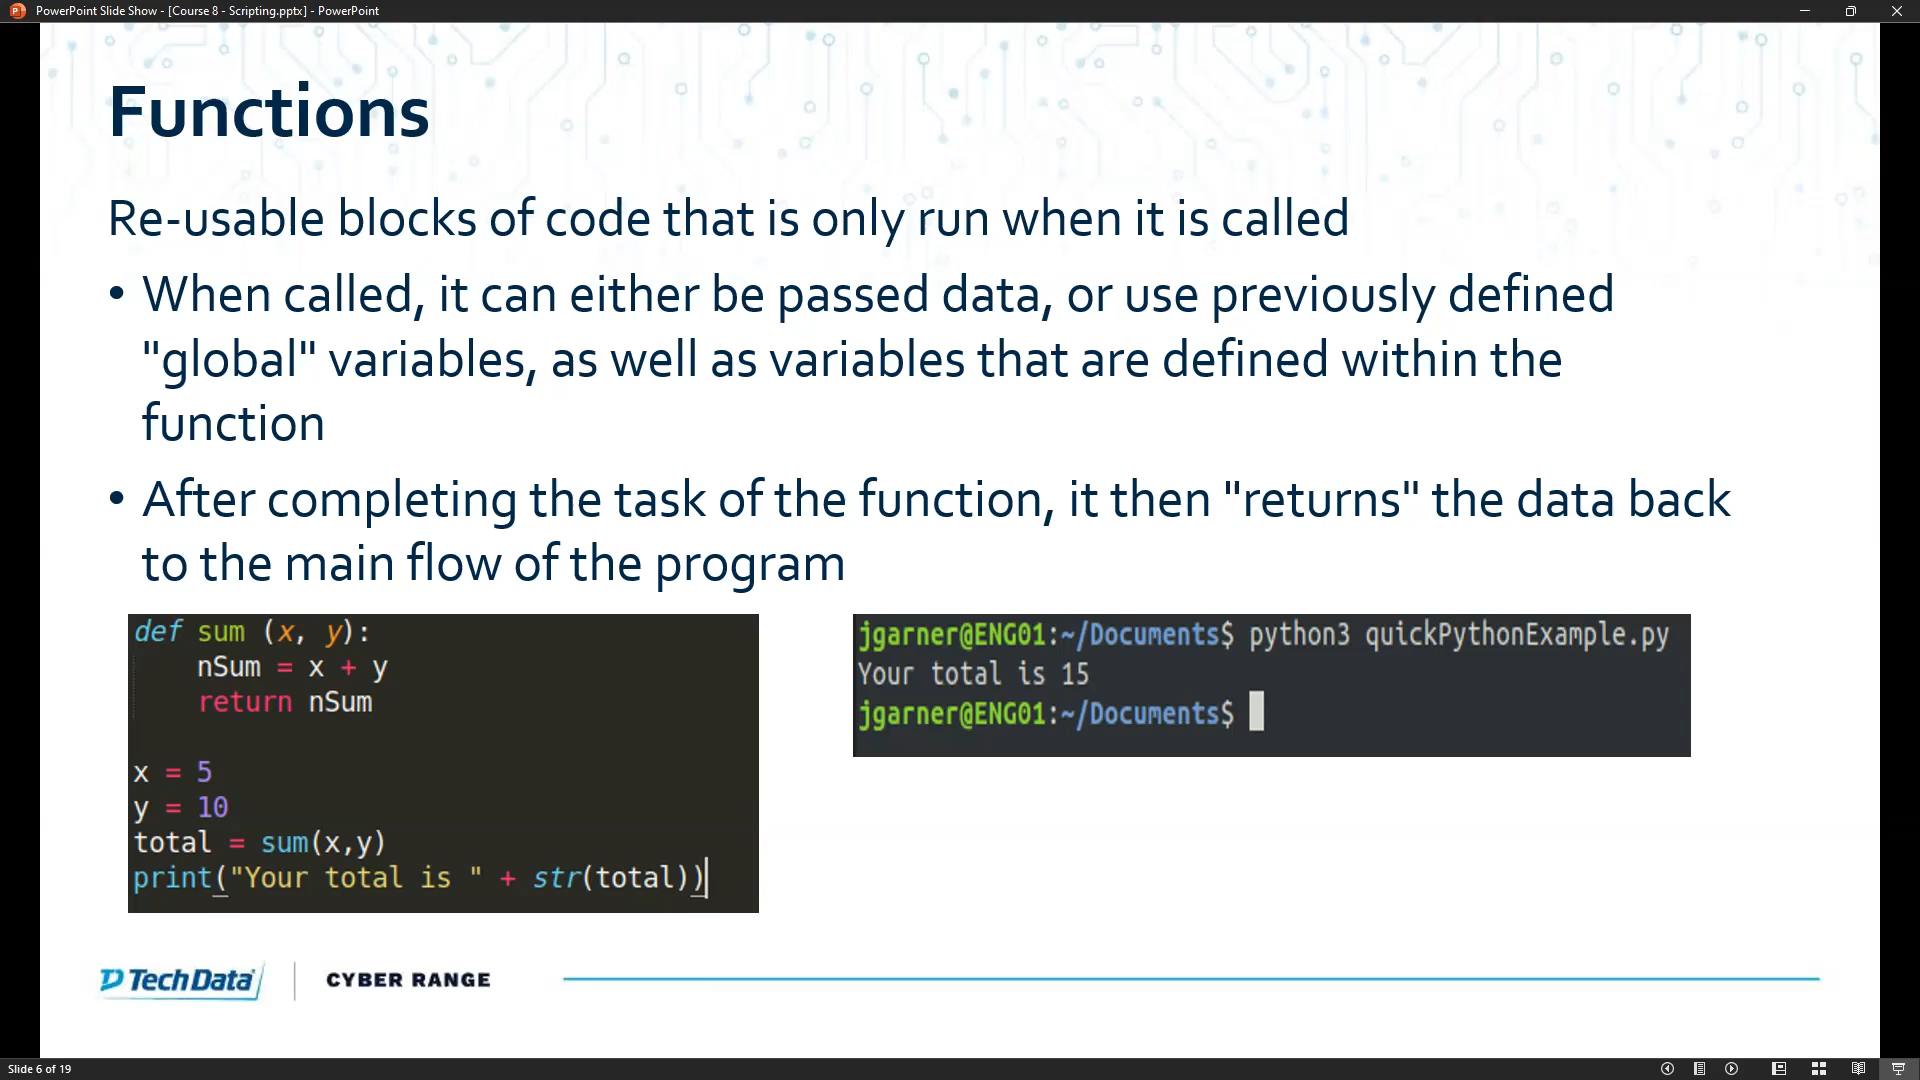 PowerPoint Slide Show - [Course 8 - Scripting.pptx] - PowerPoint
Functions
Re-usable blocks of code that is only run when it is called
• When called, it can either be passed data, or use previously defined
"global" variables, as well as variables that are defined within the
function
• After completing the task of the function, it then "returns" the data back
to the main flow of the program
def sum (x, y):
    nSum = x + y
    return nSum
x = 5
y = 10
total = sum(x,y)
print("Your total is " + str(total))
jgarner@ENG01:~/Documents$ python3 quickPythonExample.py
Your total is 15
jgarner@ENG01:~/Documents$
Tech Data
CYBER RANGE
Slide 6 of 19